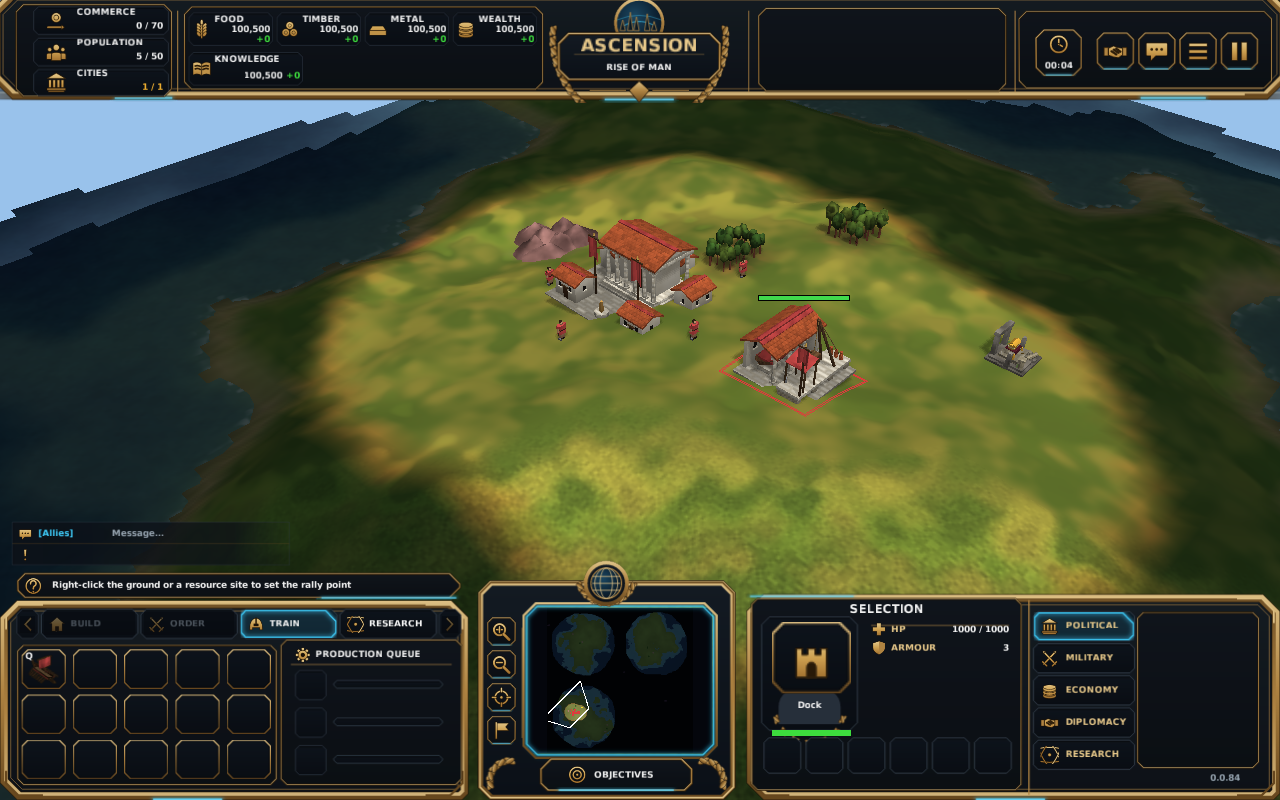 COMMERCE
0 / 70
POPULATION
5 / 50
CITIES
1 / 1
FOOD
100,500
+0
TIMBER
100,500
+0
METAL
100,500
+0
WEALTH
100,500
+0
KNOWLEDGE
100,500 +0
ASCENSION
RISE OF MAN
00:04
[Allies] Message...
!
Right-click the ground or a resource site to set the rally point
BUILD
ORDER
TRAIN
RESEARCH
Q
PRODUCTION QUEUE
OBJECTIVES
SELECTION
HP 1000 / 1000
ARMOUR 3
Dock
POLITICAL
MILITARY
ECONOMY
DIPLOMACY
RESEARCH
0.0.84